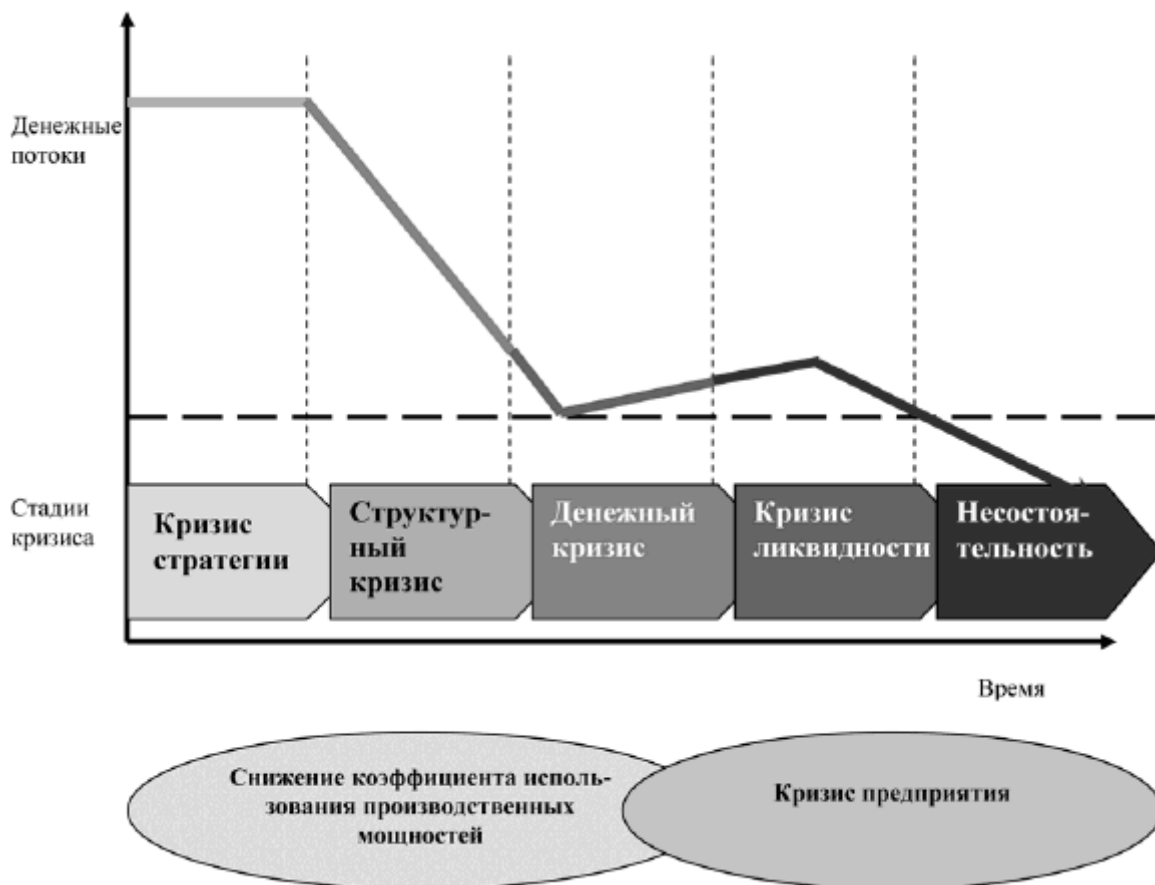 Денежные
потоки
Стадии
кризиса
Кризис
стратегии
Структур-
ный
кризис
Денежный
кризис
Кризис
ликвидности
Несостоя-
тельность
Время
Снижение коэффициента исполь-
зования производственных
мощностей
Кризис предприятия